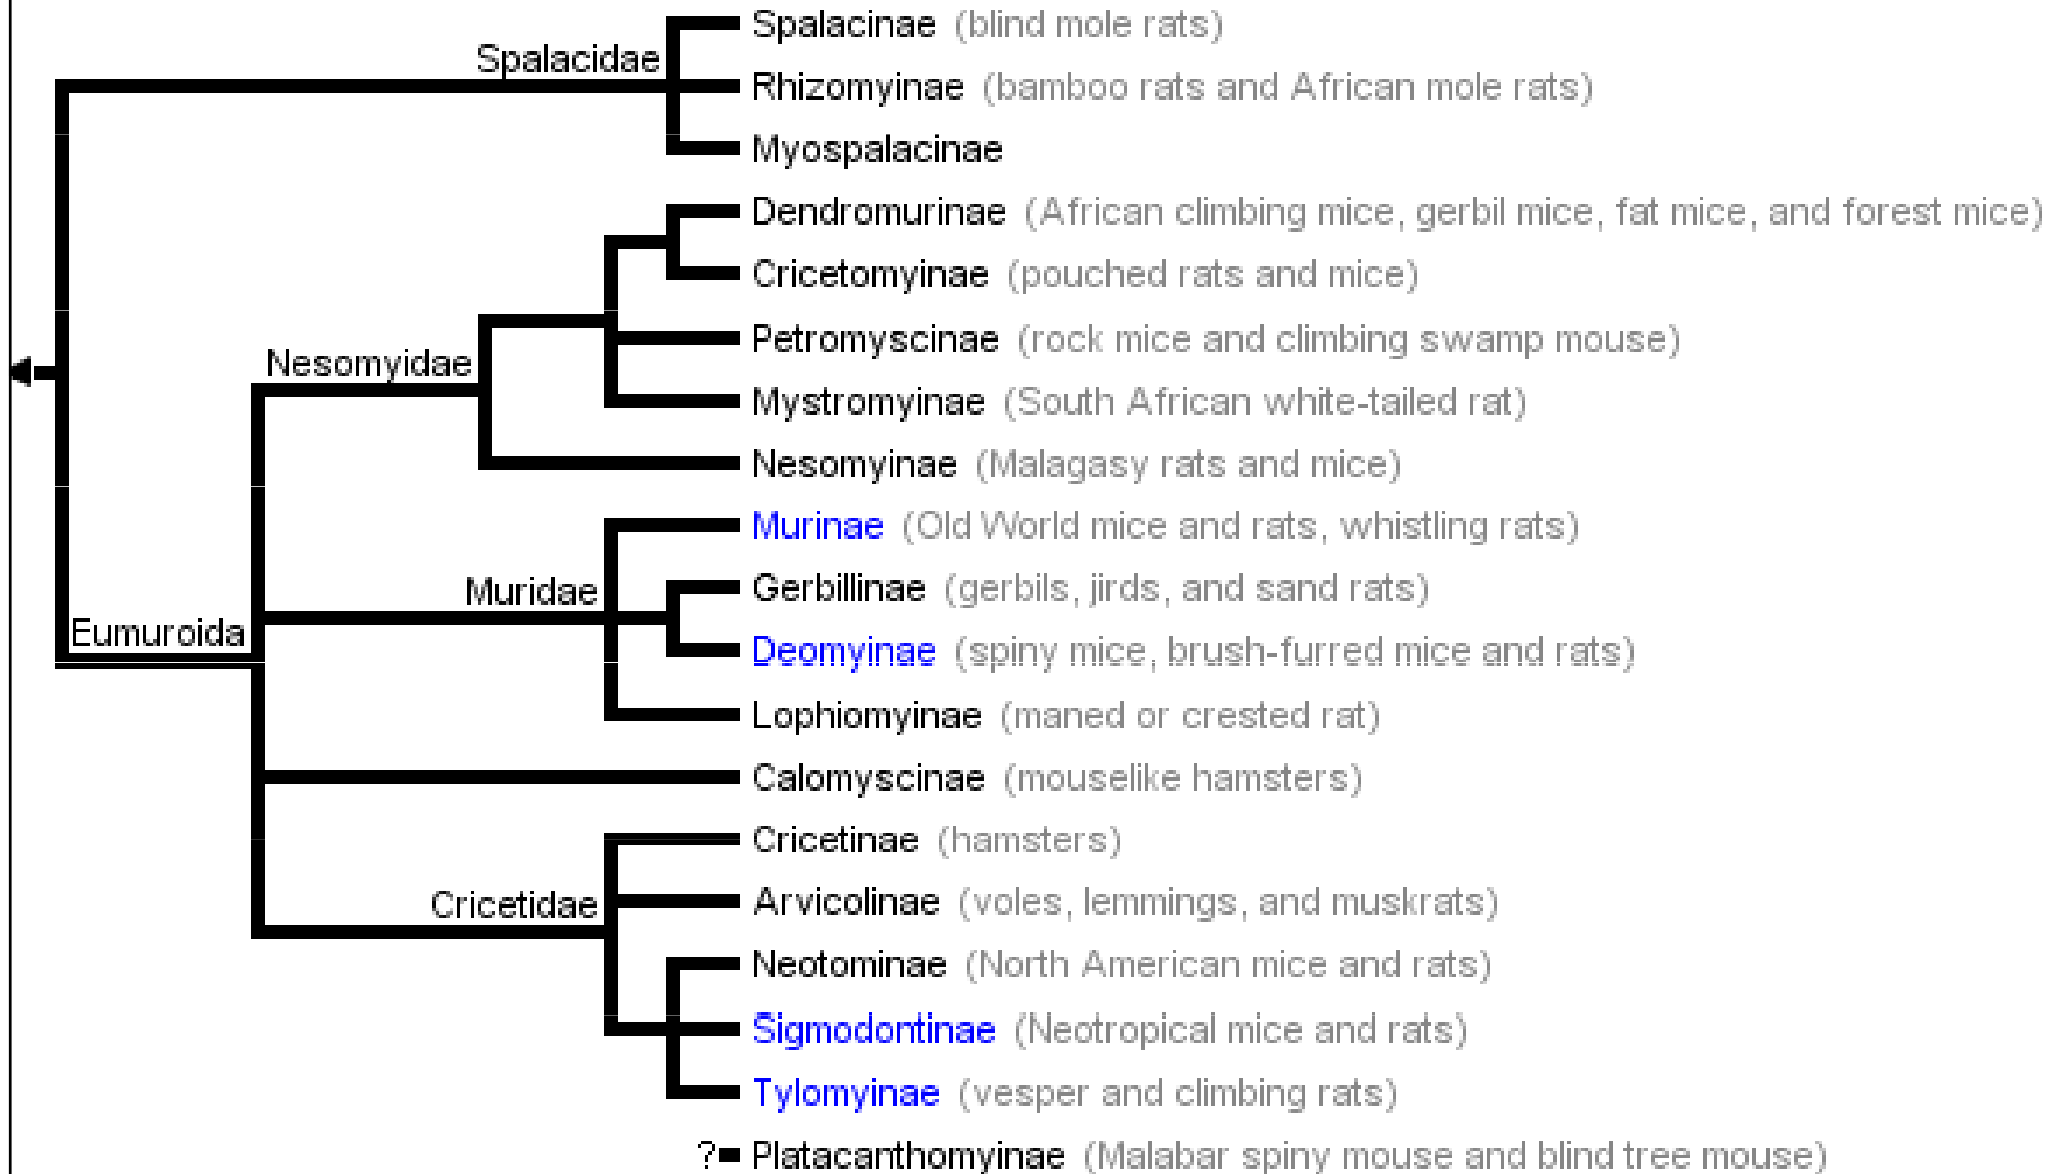 Spalacinae (blind mole rats)
Spalacidae
Rhizomyinae (bamboo rats and African mole rats)
Myospalacinae
Dendromurinae (African climbing mice, gerbil mice, fat mice, and forest mice)
Cricetomyinae (pouched rats and mice)
Petromyscinae (rock mice and climbing swamp mouse)
Nesomyidae
Mystromyinae (South African white-tailed rat)
Nesomyinae (Malagasy rats and mice)
Murinae (Old World mice and rats, whistling rats)
Muridae
Gerbillinae (gerbils, jirds, and sand rats)
Eumuroida
Deomyinae (spiny mice, brush-furred mice and rats)
Lophiomyinae (maned or crested rat)
Calomyscinae (mouselike hamsters)
Cricetinae (hamsters)
Cricetidae
Arvicolinae (voles, lemmings, and muskrats)
Neotominae (North American mice and rats)
Sigmodontinae (Neotropical mice and rats)
Tylomyinae (vesper and climbing rats)
? Platacanthomyinae (Malabar spiny mouse and blind tree mouse)